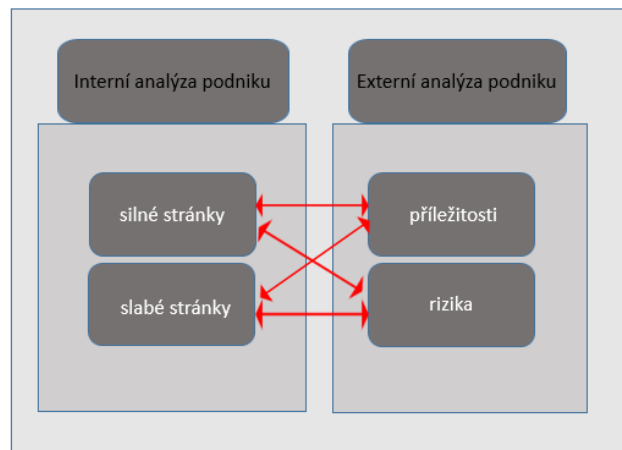 Interní analýza podniku
Externí analýza podniku
silné stránky
příležitosti
slabé stránky
rizika